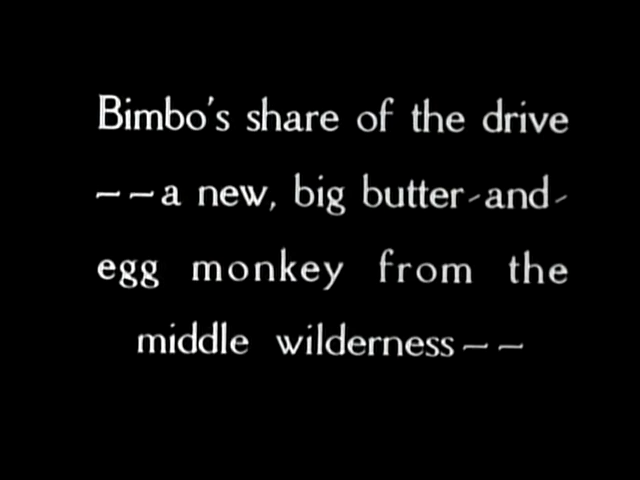 Bimbo's share of the drive
--a new, big butter-and-
egg monkey from the
middle wilderness--